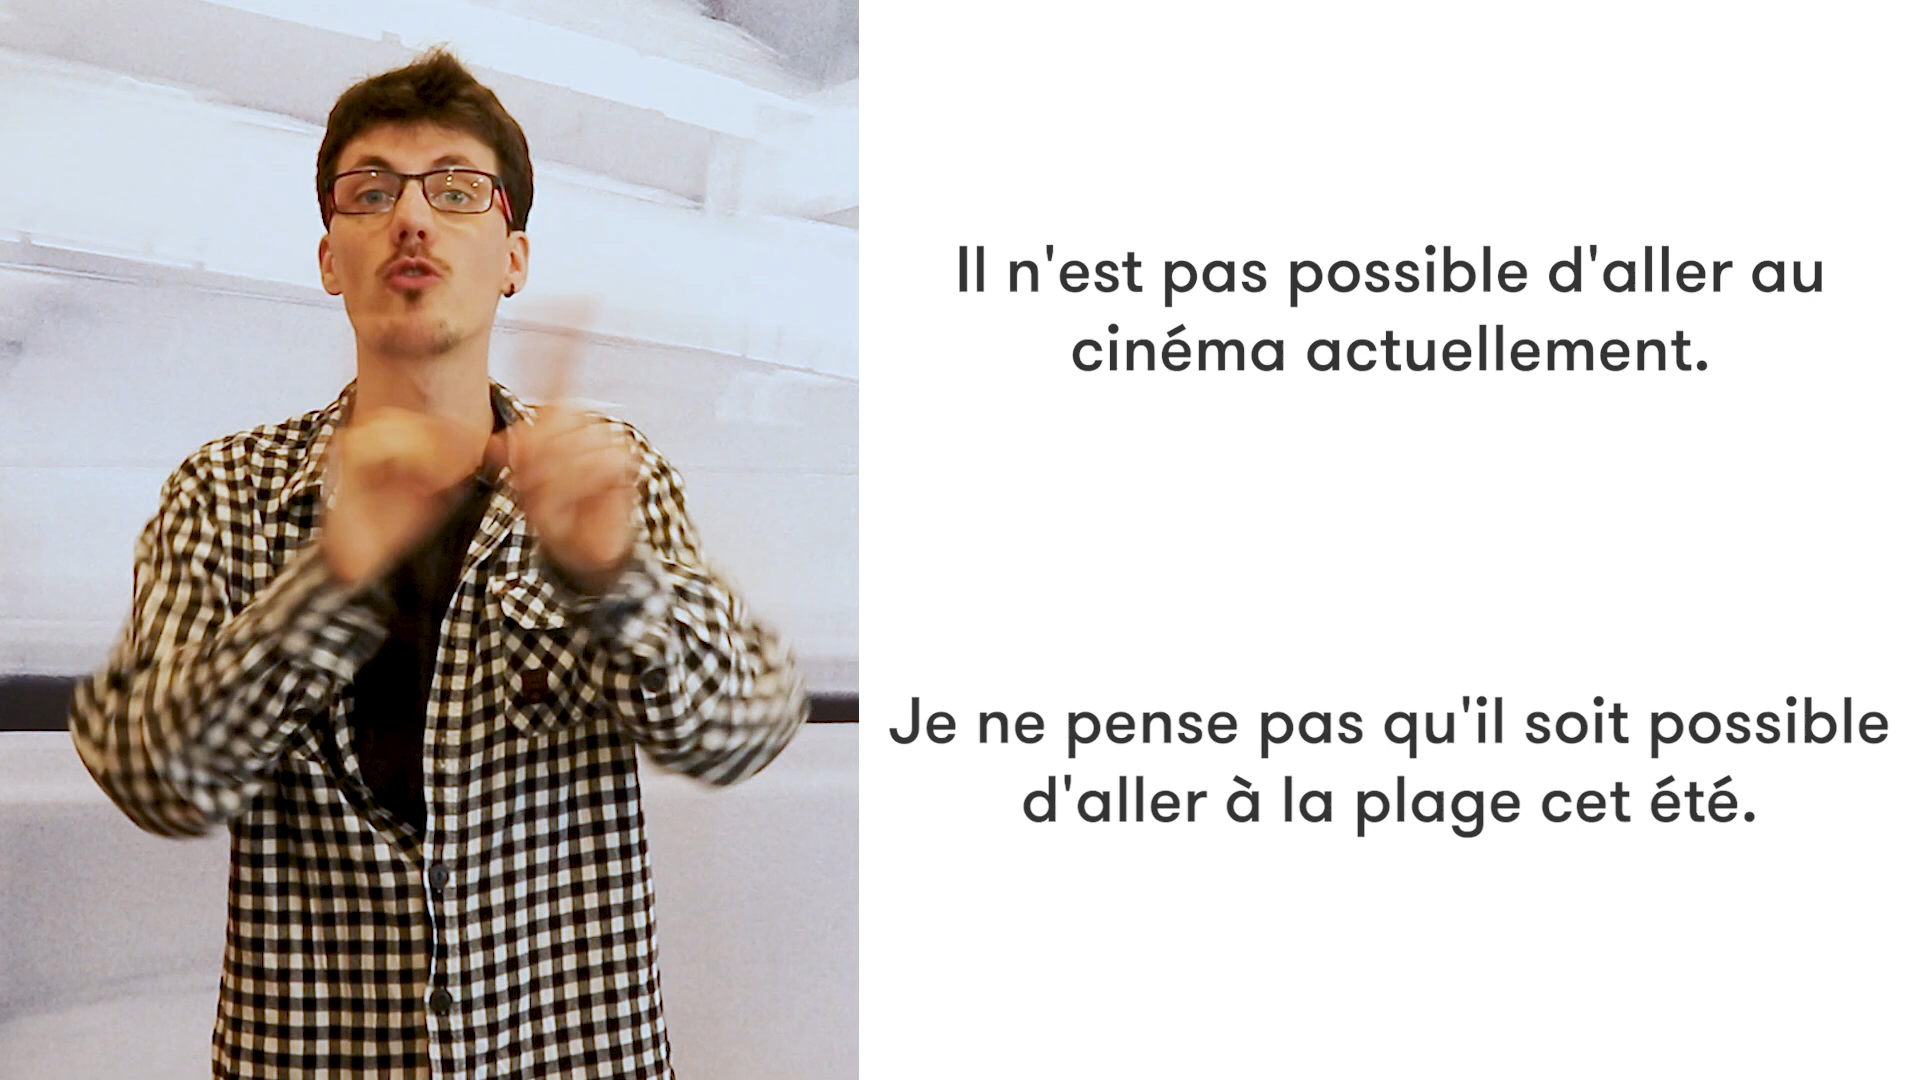 Il n'est pas possible d'aller au
cinéma actuellement.
Je ne pense pas qu'il soit possible
d'aller à la plage cet été.